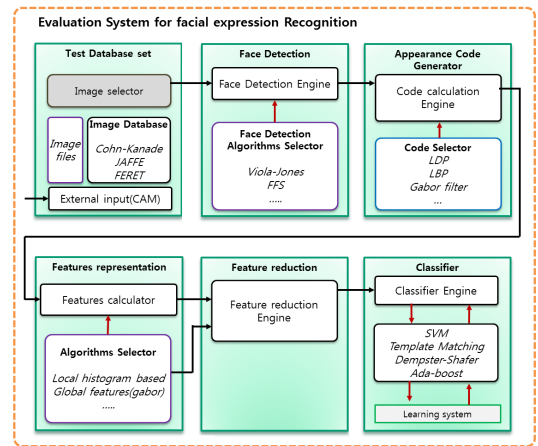 Evaluation System for facial expression Recognition
Test Database set
Image selector
Image
files
Image Database
Cohn-Kanade
JAFFE
FERET
External input(CAM)
Face Detection
Face Detection Engine
Face Detection
Algorithms Selector
Viola-Jones
FFS
.....
Appearance Code
Generator
Code calculation
Engine
Code Selector
LDP
LBP
Gabor filter
...
Features representation
Features calculator
Algorithms Selector
Local histogram based
Global features(gabor)
.....
Feature reduction
Feature reduction
Engine
Classifier
Classifier Engine
SVM
Template Matching
Dempster-Shafer
Ada-boost
Learning system